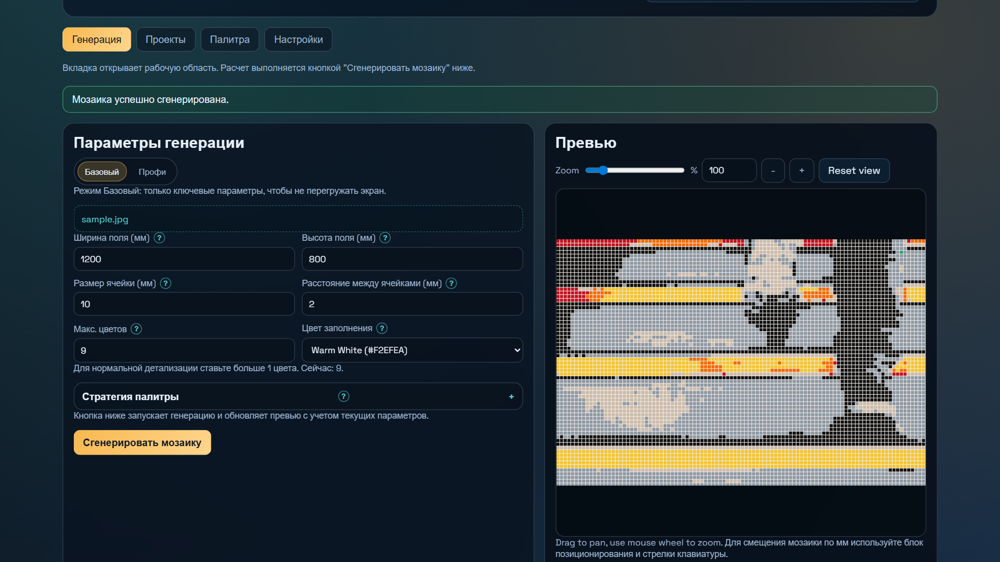 Генерация
Проекты
Палитра
Настройки
Вкладка открывает рабочую область. Расчет выполняется кнопкой "Сгенерировать мозаику" ниже.
Мозаика успешно сгенерирована.
Параметры генерации
Базовый
Профи
Режим Базовый: только ключевые параметры, чтобы не перегружать экран.
sample.jpg
Ширина поля (мм) ?
Высота поля (мм) ?
1200
800
Размер ячейки (мм) ?
Расстояние между ячейками (мм) ?
10
2
Макс. цветов ?
Цвет заполнения ?
9
Warm White (#F2EFEA)
Для нормальной детализации ставьте больше 1 цвета. Сейчас: 9.
Стратегия палитры ? +
Кнопка ниже запускает генерацию и обновляет превью с учетом текущих параметров.
Сгенерировать мозаику
Превью
Zoom % 100 - + Reset view
Drag to pan, use mouse wheel to zoom. Для смещения мозаики по мм используйте блок
позиционирования и стрелки клавиатуры.